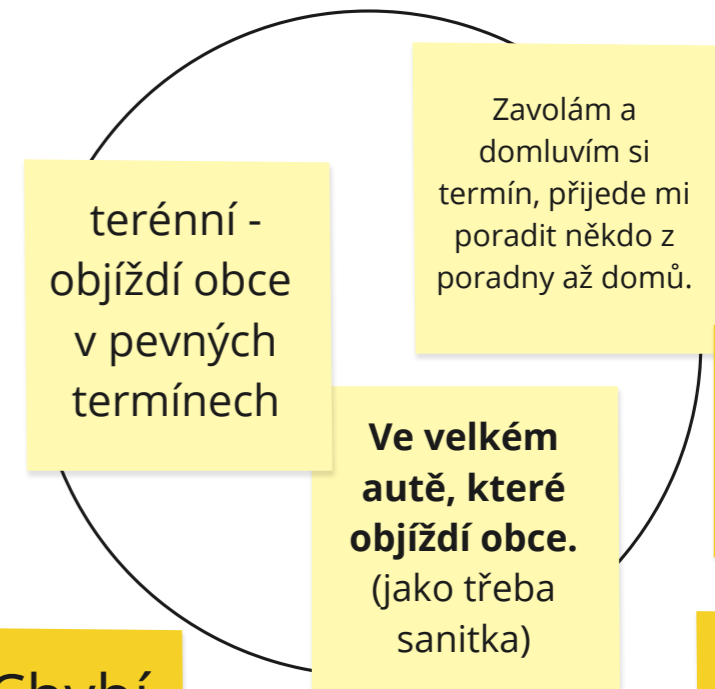 Zavolám a
domluvím si
termín, přijede mi
poradit někdo z
poradny až domů.
terénní -
objíždí obce
v pevných
termínech
Ve velkém
autě, které
objíždí obce.
(jako třeba
sanitka)
Chybí